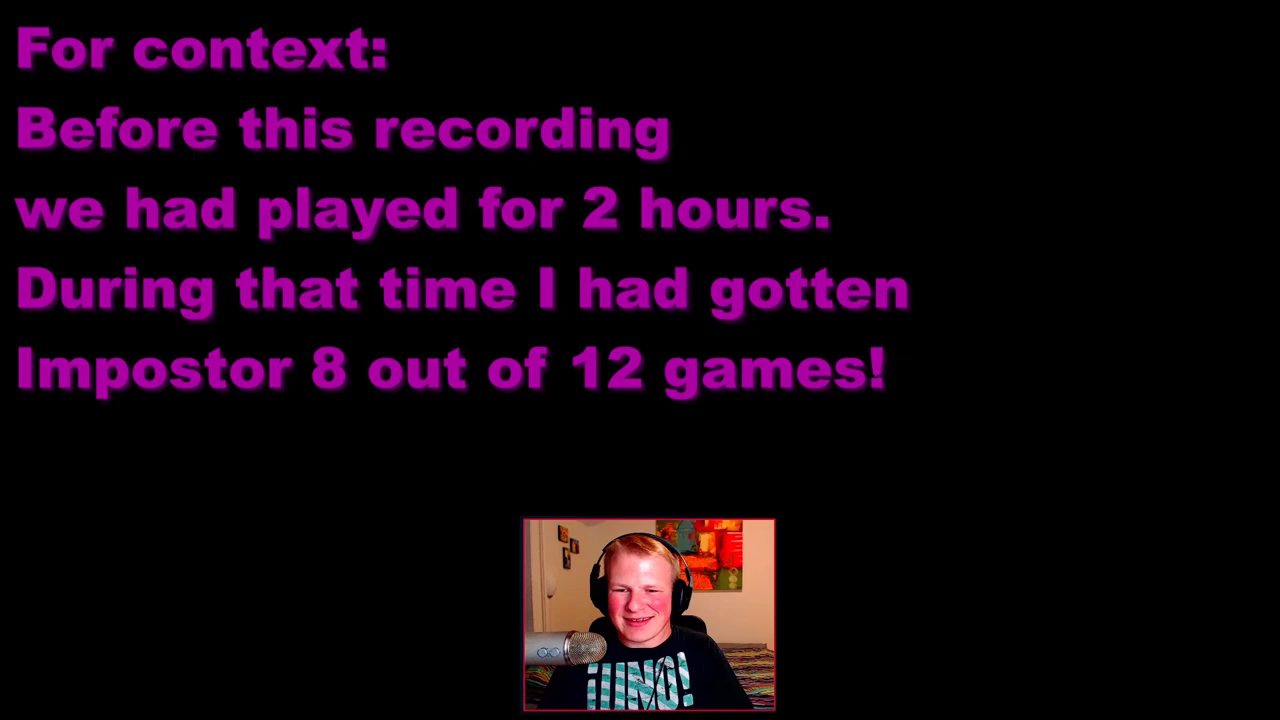 For context:
Before this recording
we had played for 2 hours.
During that time I had gotten
Impostor 8 out of 12 games!
¡UNO!